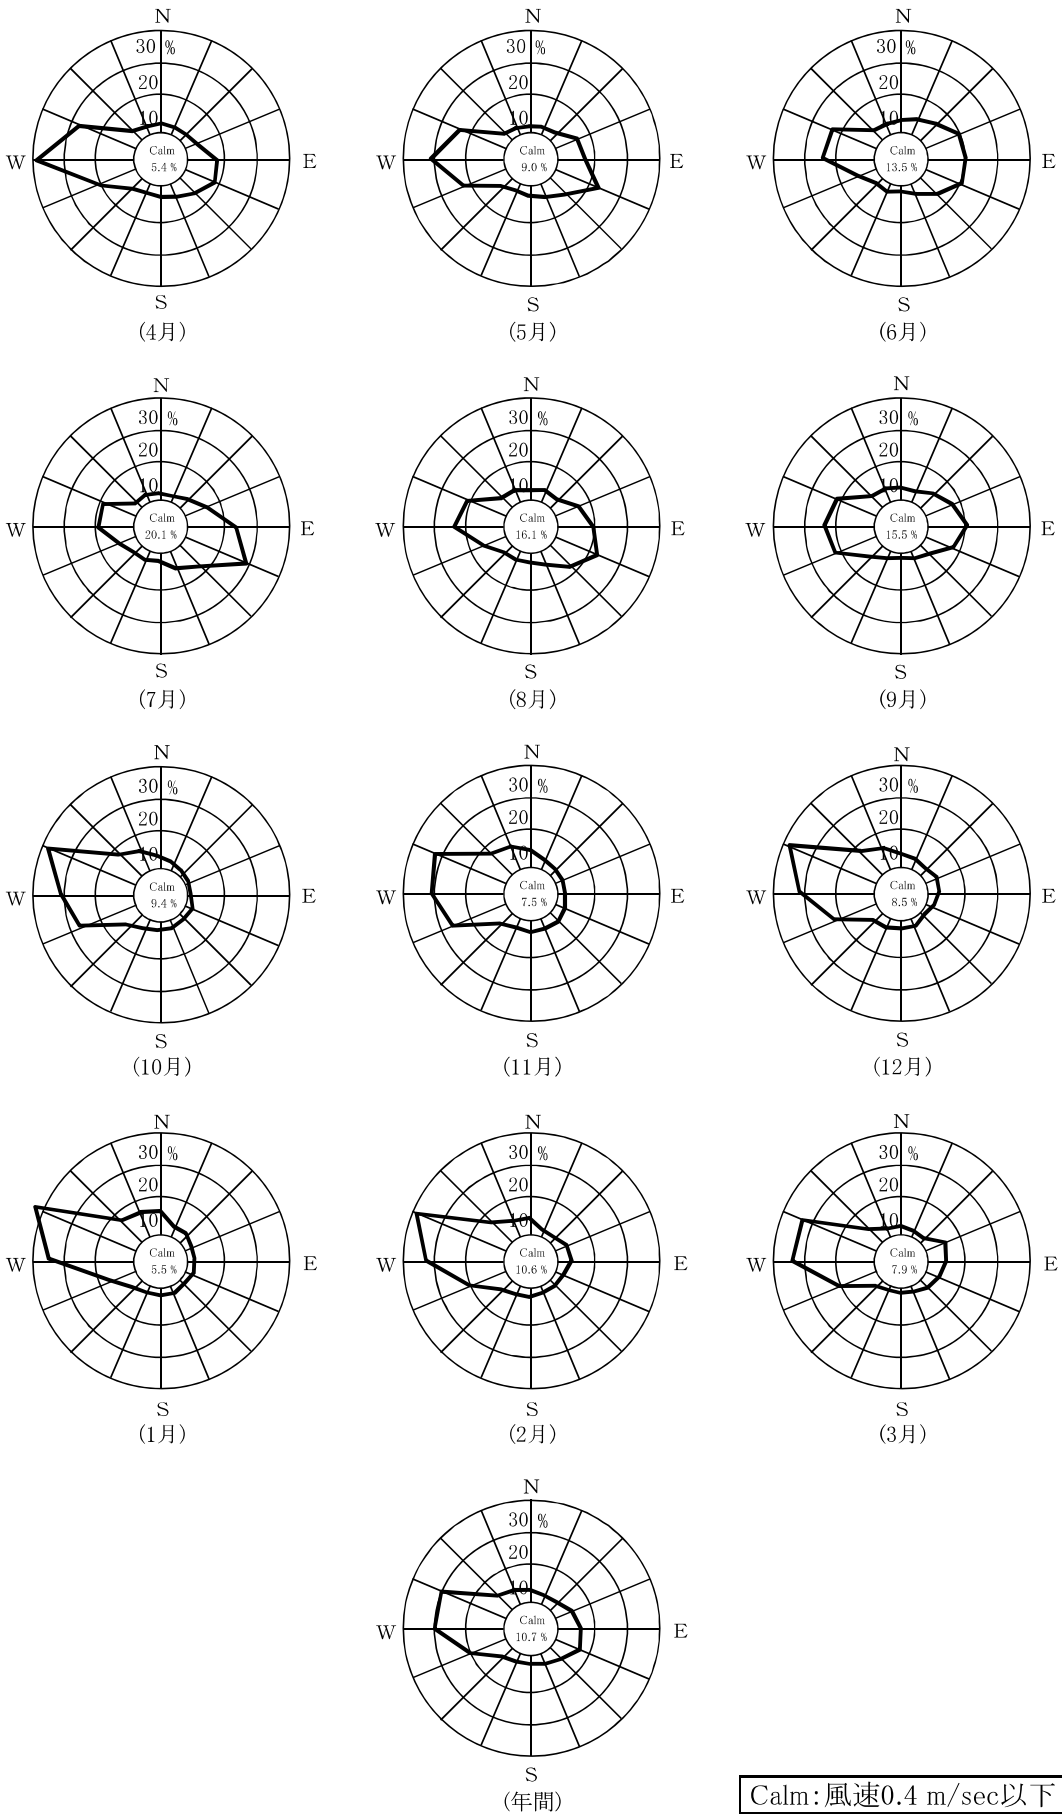 N
30 %
20
10
W
Calm
5.4 %
E
S
(4月)
N
30 %
20
10
W
Calm
9.0 %
E
S
(5月)
N
30 %
20
10
W
Calm
13.5 %
E
S
(6月)
N
30 %
20
10
W
Calm
20.1 %
E
S
(7月)
N
30 %
20
10
W
Calm
16.1 %
E
S
(8月)
N
30 %
20
10
W
Calm
15.5 %
E
S
(9月)
N
30 %
20
10
W
Calm
9.4 %
E
S
(10月)
N
30 %
20
10
W
Calm
7.5 %
E
S
(11月)
N
30 %
20
10
W
Calm
8.5 %
E
S
(12月)
N
30 %
20
10
W
Calm
5.5 %
E
S
(1月)
N
30 %
20
10
W
Calm
10.6 %
E
S
(2月)
N
30 %
20
10
W
Calm
7.9 %
E
S
(3月)
N
30 %
20
10
W
Calm
10.7 %
E
S
(年間)
Calm:風速0.4 m/sec以下